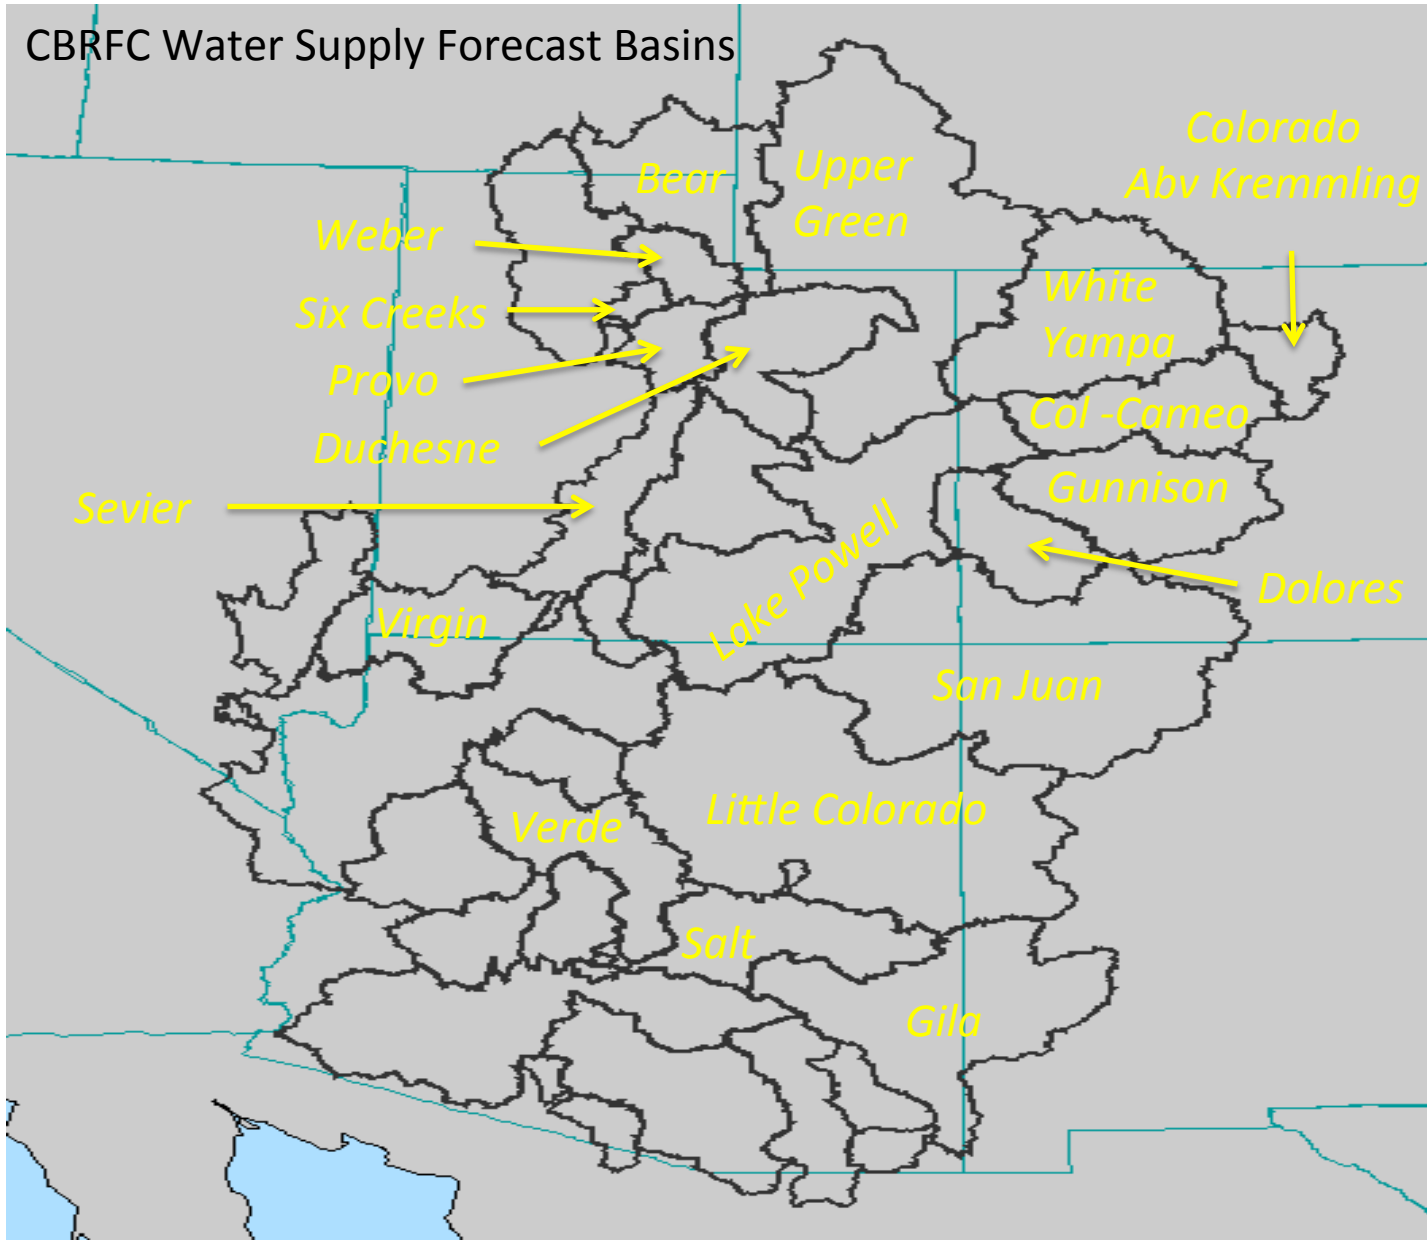 CBRFC Water Supply Forecast Basins
Colorado
Abv Kremmling
Bear
Upper
Green
Weber
White
Yampa
Six Creeks
Provo
Col -Cameo
Duchesne
Gunnison
Sevier
Lake Powell
Dolores
Virgin
San Juan
Little Colorado
Verde
Salt
Gila